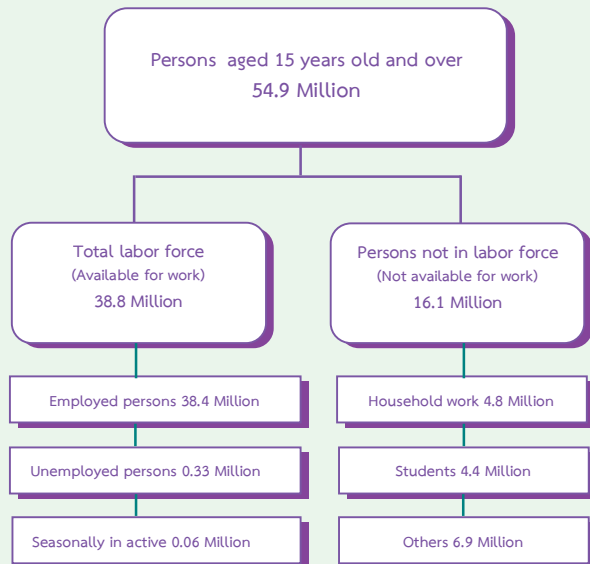 Persons aged 15 years old and over
54.9 Million
Total labor force
(Available for work)
38.8 Million
Persons not in labor force
(Not available for work)
16.1 Million
Employed persons 38.4 Million
Household work 4.8 Million
Unemployed persons 0.33 Million
Students 4.4 Million
Seasonally in active 0.06 Million
Others 6.9 Million